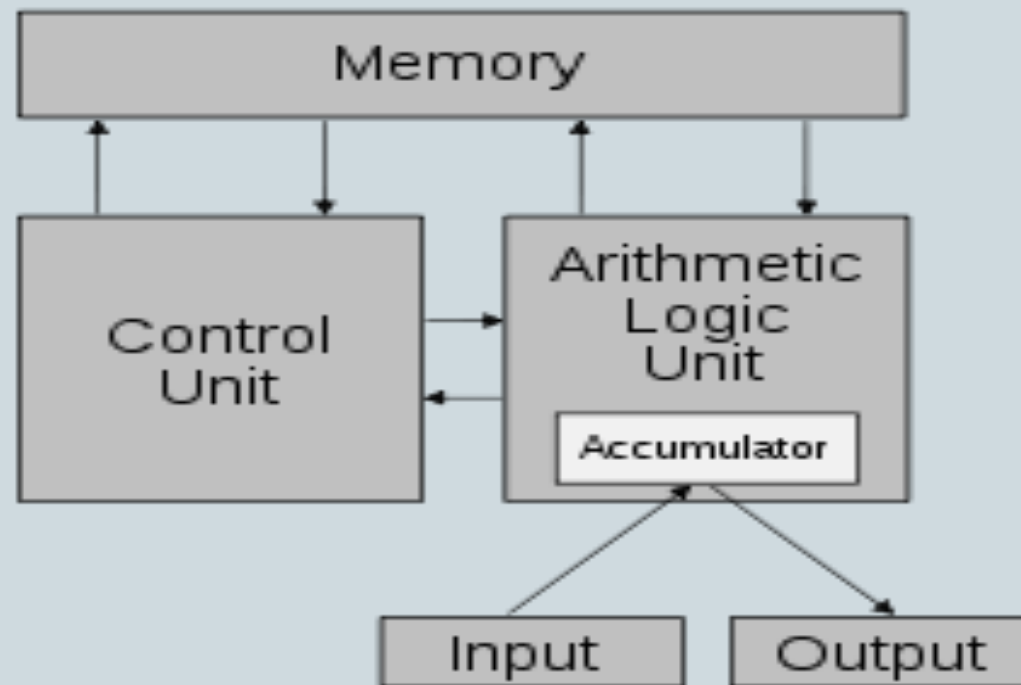 Memory
Control
Unit
Arithmetic
Logic
Unit
Accumulator
Input
Output